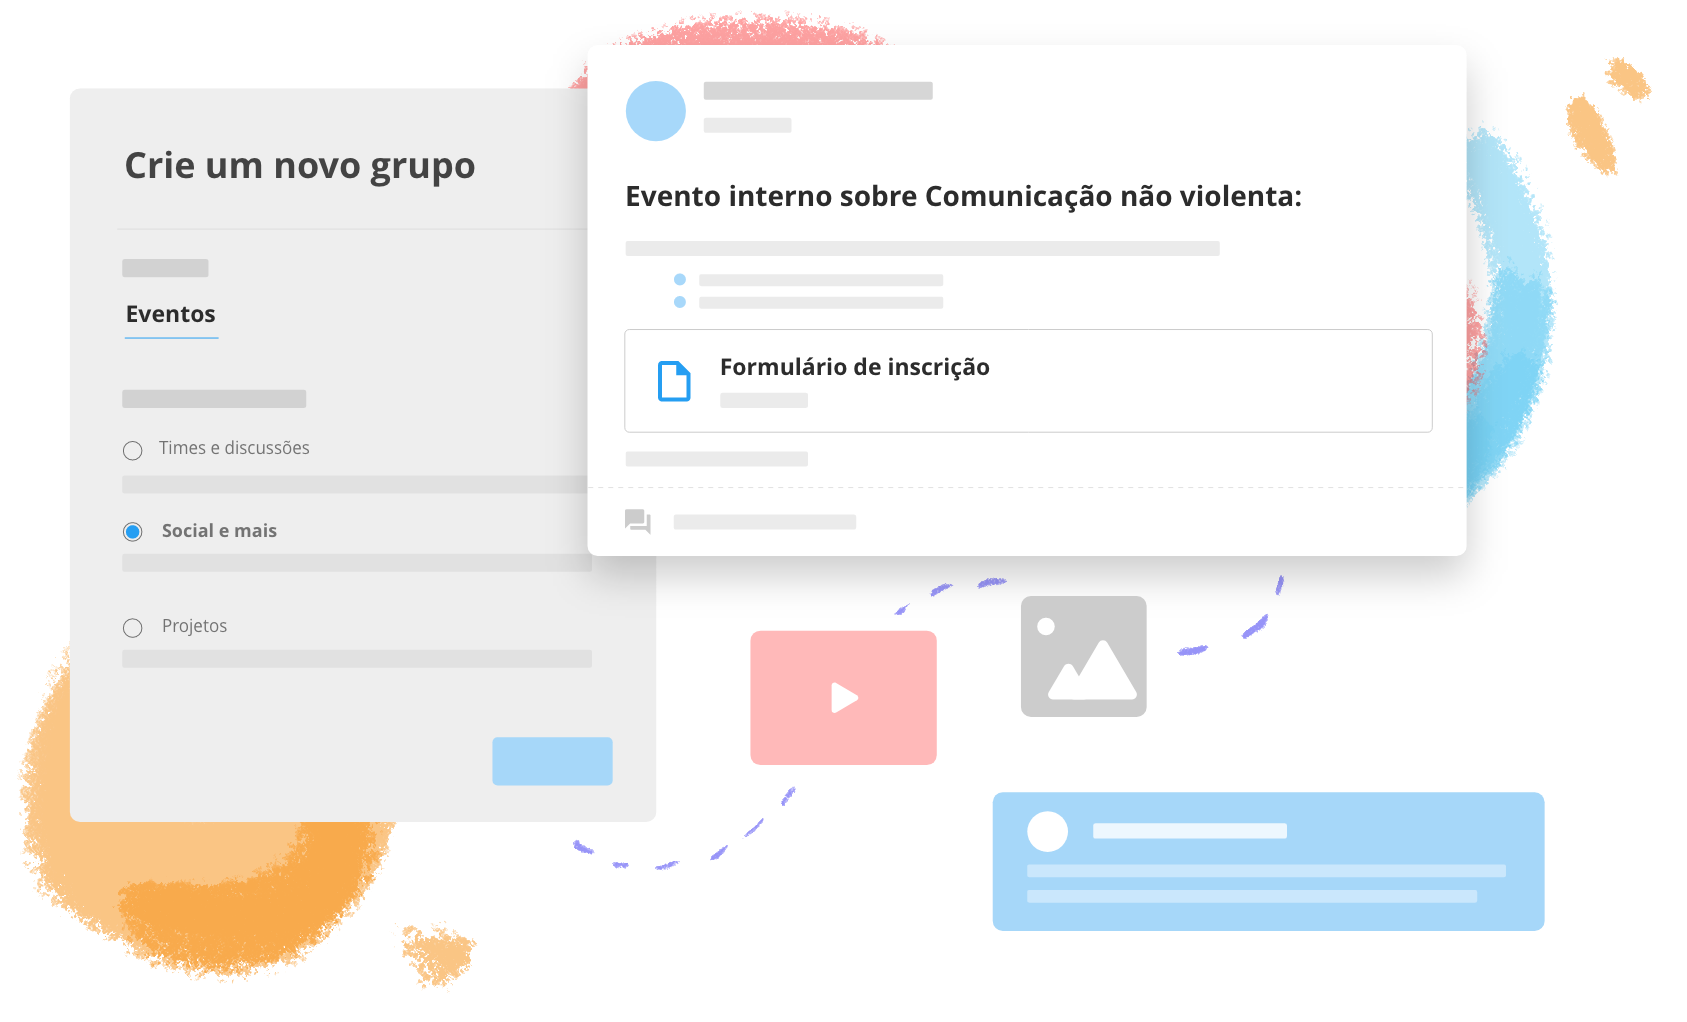 Crie um novo grupo
Eventos
Times e discussões
Social e mais
Projetos
Evento interno sobre Comunicação não violenta:
Formulário de inscrição